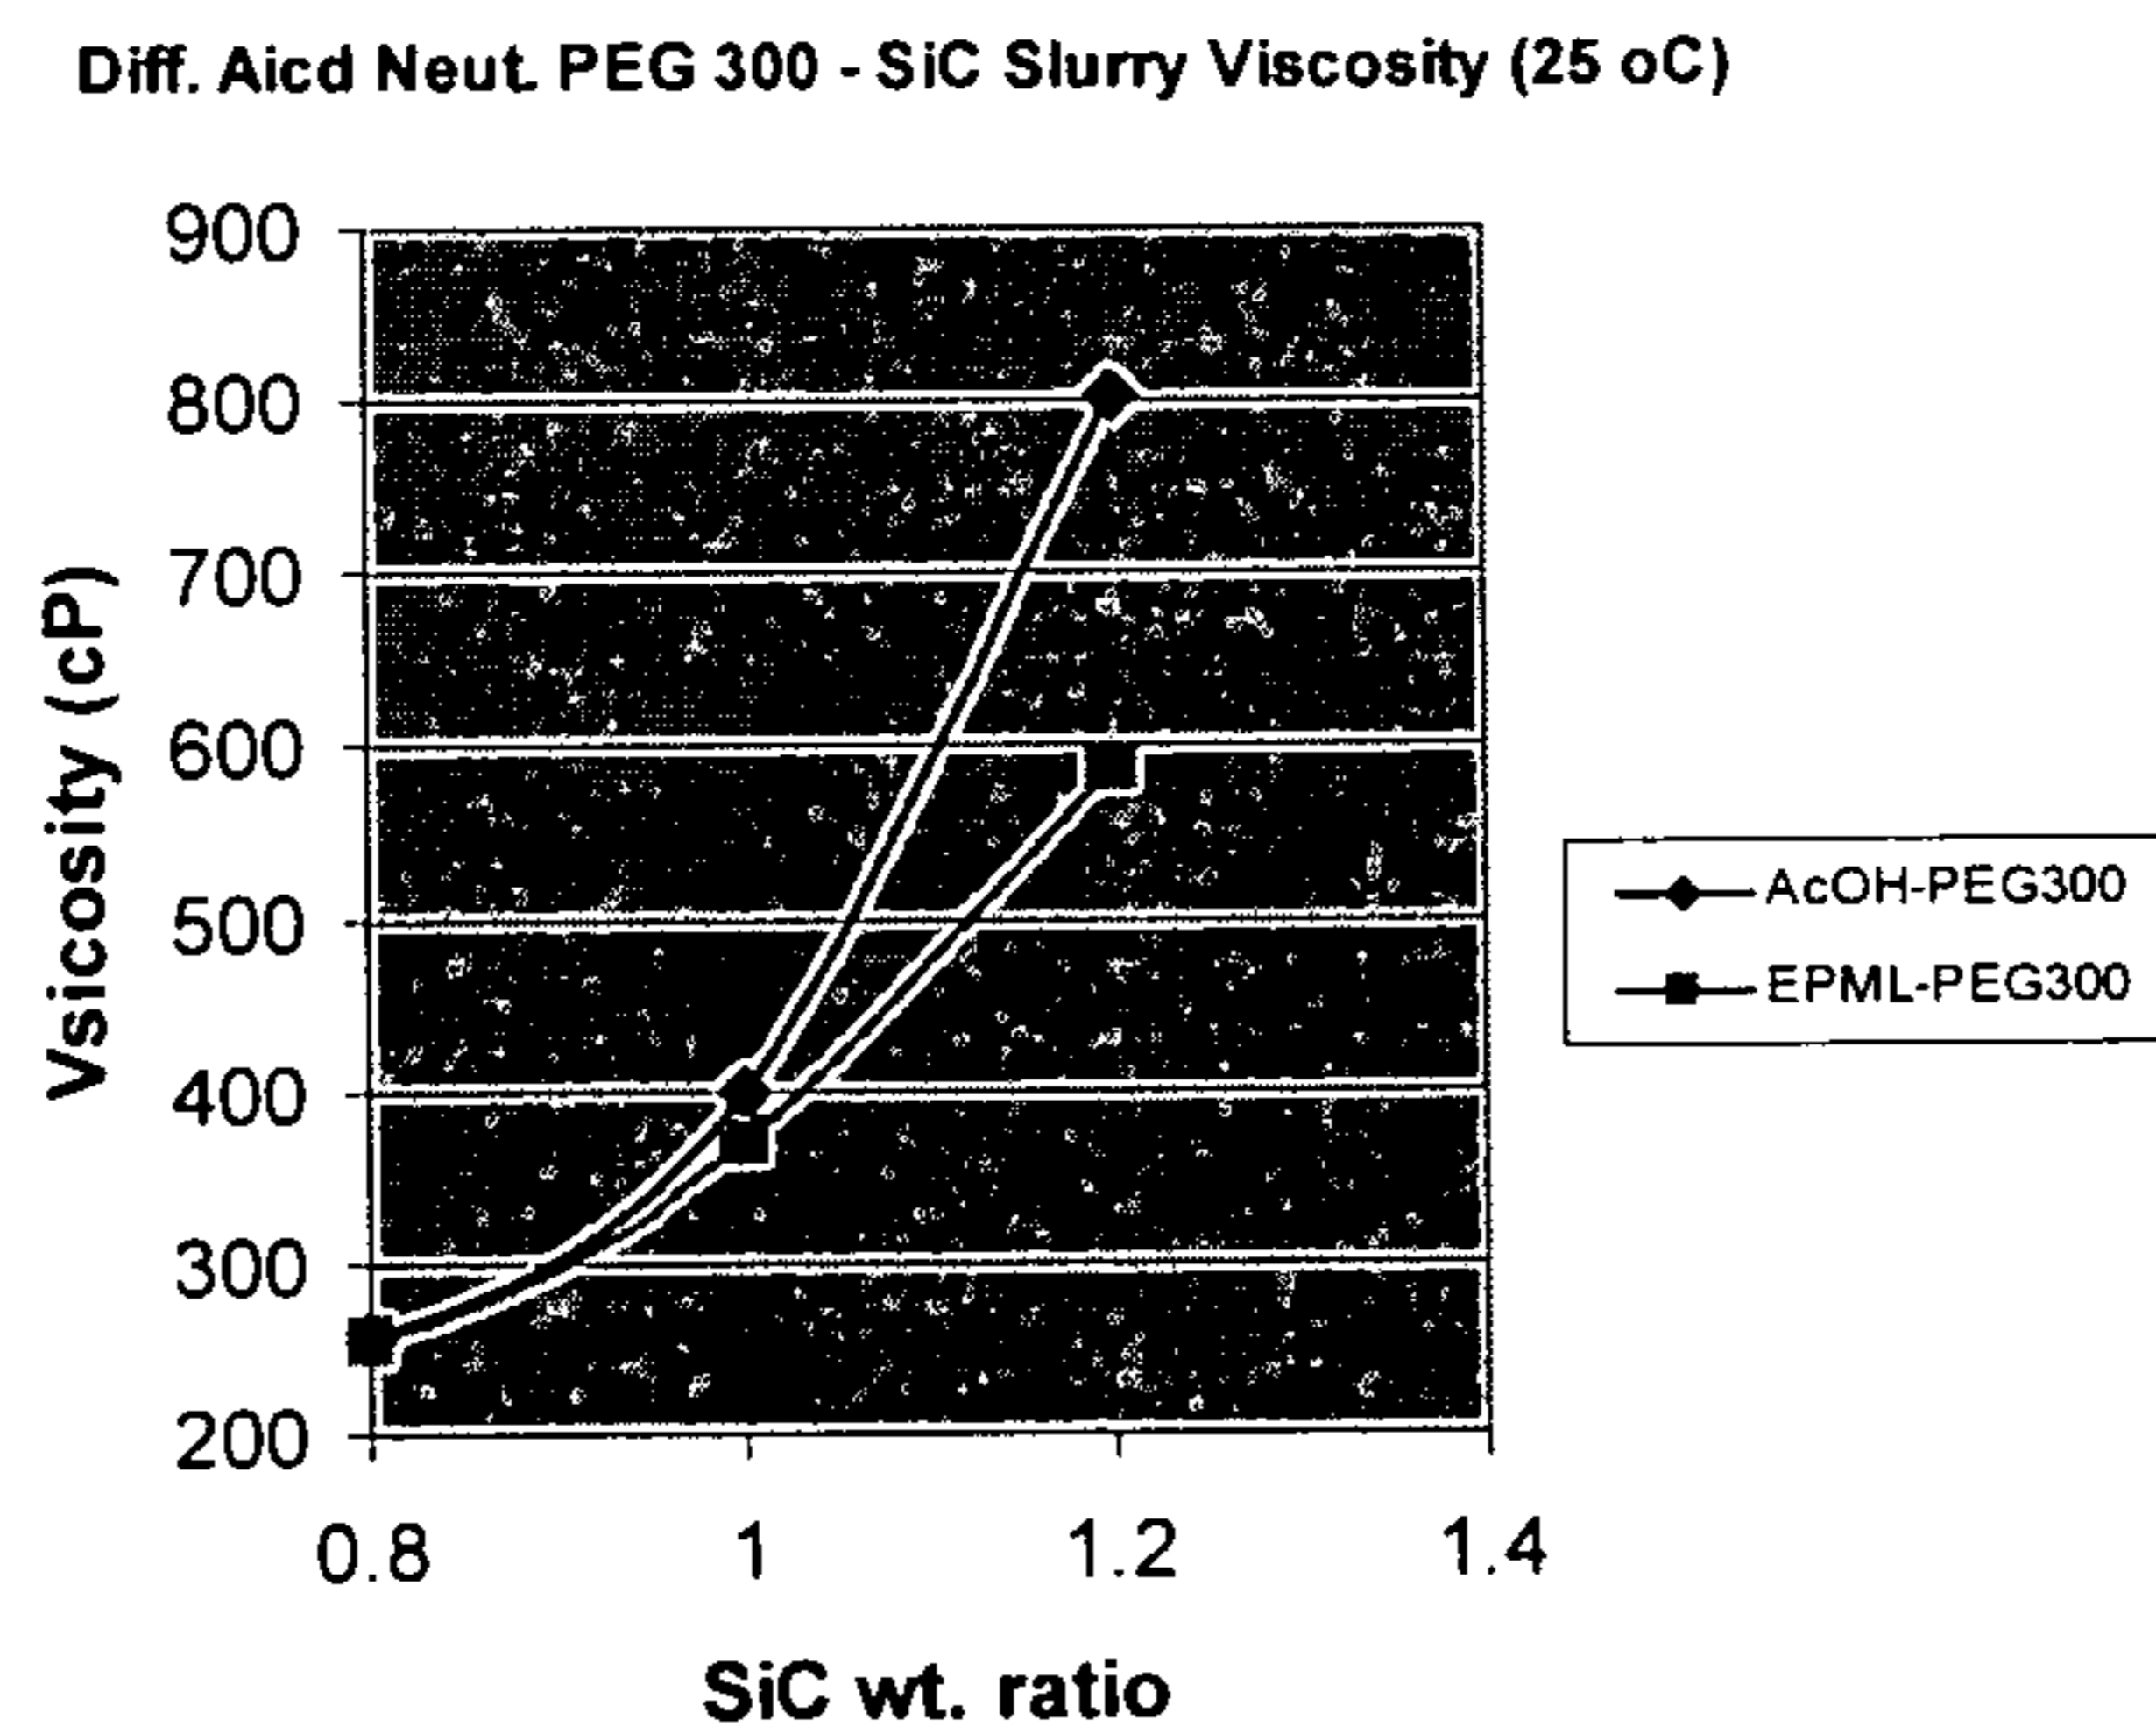 Diff. Aicd Neut. PEG 300 - SiC Slurry Viscosity (25 oC)
900
800
700
600
500
400
300
200
Vsicosity (cP)
0.8 1 1.2 1.4
SiC wt. ratio
AcOH-PEG300
EPML-PEG300